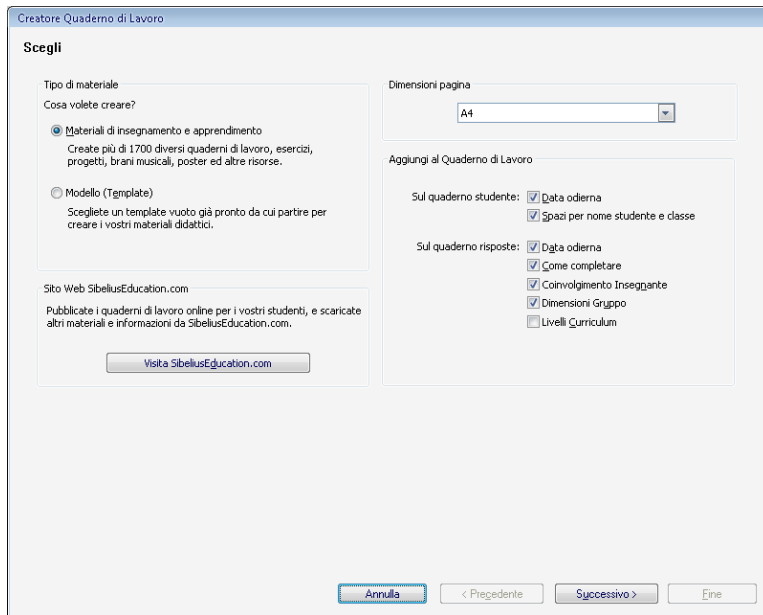 Creatore Quaderno di Lavoro
Scegli
Tipo di materiale
Cosa volete creare?
Materiali di insegnamento e apprendimento
Create più di 1700 diversi quaderni di lavoro, esercizi,
progetti, brani musicali, poster ed altre risorse.
Modello (Template)
Scegliete un template vuoto già pronto da cui partire per
creare i vostri materiali didattici.
Sito Web SibeliusEducation.com
Pubblicate i quaderni di lavoro online per i vostri studenti, e scaricate
altri materiali e informazioni da SibeliusEducation.com.
Visita SibeliusEducation.com
Dimensioni pagina
A4
Aggiungi al Quaderno di Lavoro
Sul quaderno studente: Data odierna
Spazi per nome studente e classe
Sul quaderno risposte: Data odierna
Come completare
Coinvolgimento Insegnante
Dimensioni Gruppo
Livelli Curriculum
Annulla < Precedente Successivo > Fine